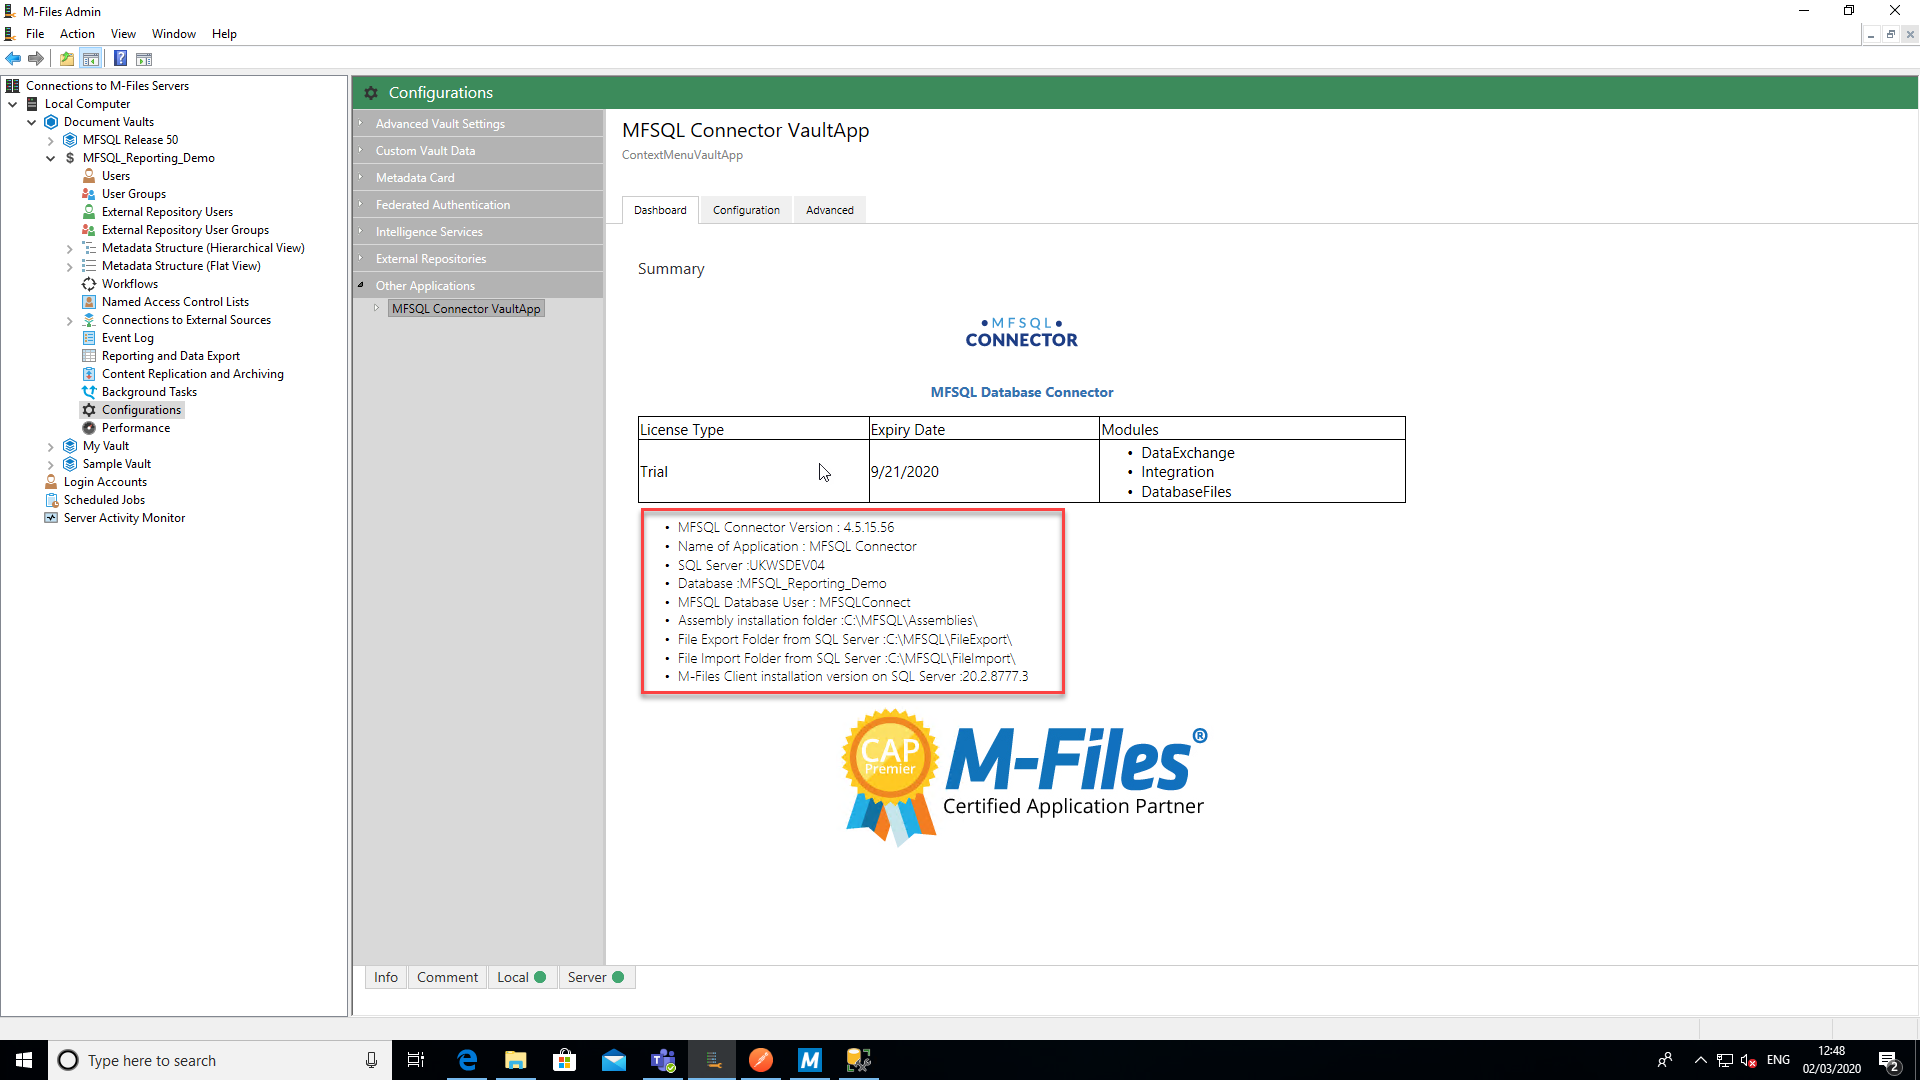 M-Files Admin
File Action View Window Help
Connections to M-Files Servers
Local Computer
Document Vaults
MFSQL Release 50
MFSQL_Reporting_Demo
Users
User Groups
External Repository Users
External Repository User Groups
Metadata Structure (Hierarchical View)
Metadata Structure (Flat View)
Workflows
Named Access Control Lists
Connections to External Sources
Event Log
Reporting and Data Export
Content Replication and Archiving
Background Tasks
Configurations
Performance
My Vault
Sample Vault
Login Accounts
Scheduled Jobs
Server Activity Monitor
Configurations
Advanced Vault Settings
Custom Vault Data
Metadata Card
Federated Authentication
Intelligence Services
External Repositories
Other Applications
MFSQL Connector VaultApp
MFSQL Connector VaultApp
ContextMenuVaultApp
Dashboard Configuration Advanced
Summary
•MFSQL•
CONNECTOR
MFSQL Database Connector
License Type Expiry Date Modules
Trial 9/21/2020
• DataExchange
• Integration
• DatabaseFiles
• MFSQL Connector Version : 4.5.15.56
• Name of Application : MFSQL Connector
• SQL Server :UKWSDEV04
• Database :MFSQL_Reporting_Demo
• MFSQL Database User : MFSQLConnect
• Assembly installation folder :C:\MFSQL\Assemblies\
• File Export Folder from SQL Server :C:\MFSQL\FileExport\
• File Import Folder from SQL Server :C:\MFSQL\FileImport\
• M-Files Client installation version on SQL Server :20.2.8777.3
CAP
Premier
M-Files®
Certified Application Partner
Info Comment Local Server
Type here to search
ENG
12:48
02/03/2020
2